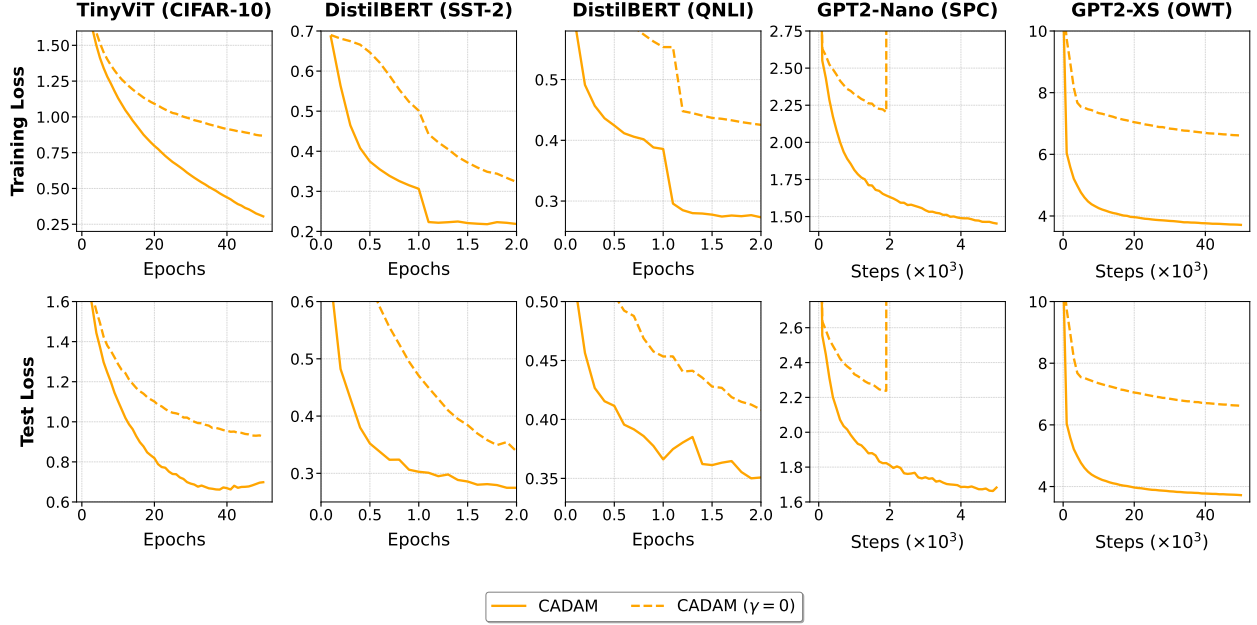 TinyViT (CIFAR-10) DistilBERT (SST-2) DistilBERT (QNLI) GPT2-Nano (SPC) GPT2-XS (OWT)
Training Loss
1.50 1.25 1.00 0.75 0.50 0.25
0 20 40
Epochs
0.7 0.6 0.5 0.4 0.3 0.2
0.0 0.5 1.0 1.5 2.0
Epochs
0.5 0.4 0.3
0.0 0.5 1.0 1.5 2.0
Epochs
2.75 2.50 2.25 2.00 1.75 1.50
0 2 4
Steps (×10³)
10 8 6 4
0 20 40
Steps (×10³)
Test Loss
1.6 1.4 1.2 1.0 0.8 0.6
0 20 40
Epochs
0.6 0.5 0.4 0.3
0.0 0.5 1.0 1.5 2.0
Epochs
0.50 0.45 0.40 0.35
0.0 0.5 1.0 1.5 2.0
Epochs
2.6 2.4 2.2 2.0 1.8 1.6
0 2 4
Steps (×10³)
10 8 6 4
0 20 40
Steps (×10³)
CADAM CADAM (γ = 0)